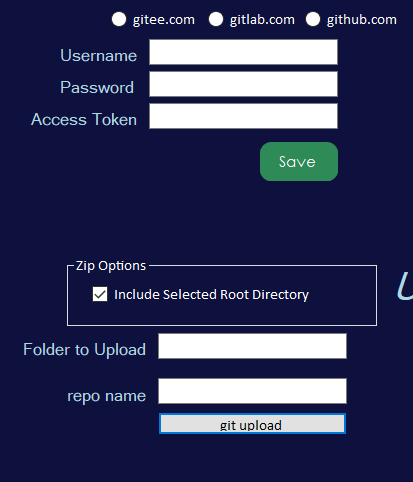 gitee.com gitlab.com github.com
Username
Password
Access Token
Save
Zip Options
Include Selected Root Directory
Folder to Upload
repo name
git upload